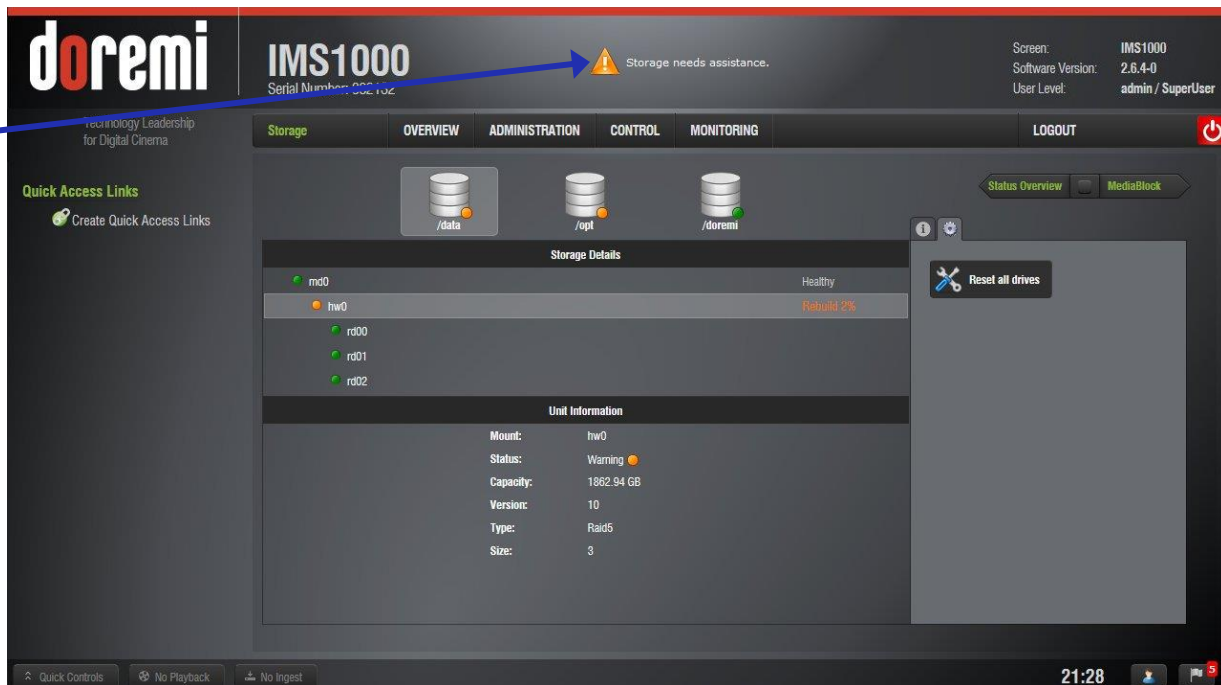 doremi
Technology Leadership
for Digital Cinema
IMS1000
Serial Number:
Storage needs assistance.
Screen: IMS1000
Software Version: 2.6.4-0
User Level: admin / SuperUser
Storage OVERVIEW ADMINISTRATION CONTROL MONITORING LOGOUT
Quick Access Links
Create Quick Access Links
/data /opt /doremi
Status Overview MediaBlock
Storage Details
md0 Healthy
hw0 Rebuild 2%
rd00
rd01
rd02
Reset all drives
Unit Information
Mount: hw0
Status: Warning
Capacity: 1862.94 GB
Version: 10
Type: Raid5
Size: 3
Quick Controls No Playback No Ingest 21:28 5